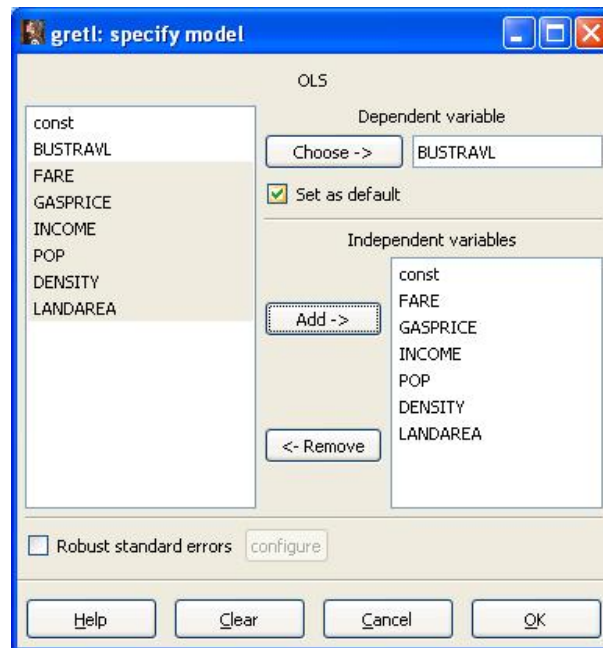 gretl: specify model
OLS
const
BUSTRAVL
FARE
GASPRICE
INCOME
POP
DENSITY
LANDAREA
Dependent variable
Choose -> BUSTRAVL
Set as default
Independent variables
Add ->
<- Remove
const
FARE
GASPRICE
INCOME
POP
DENSITY
LANDAREA
Robust standard errors configure
Help Clear Cancel OK